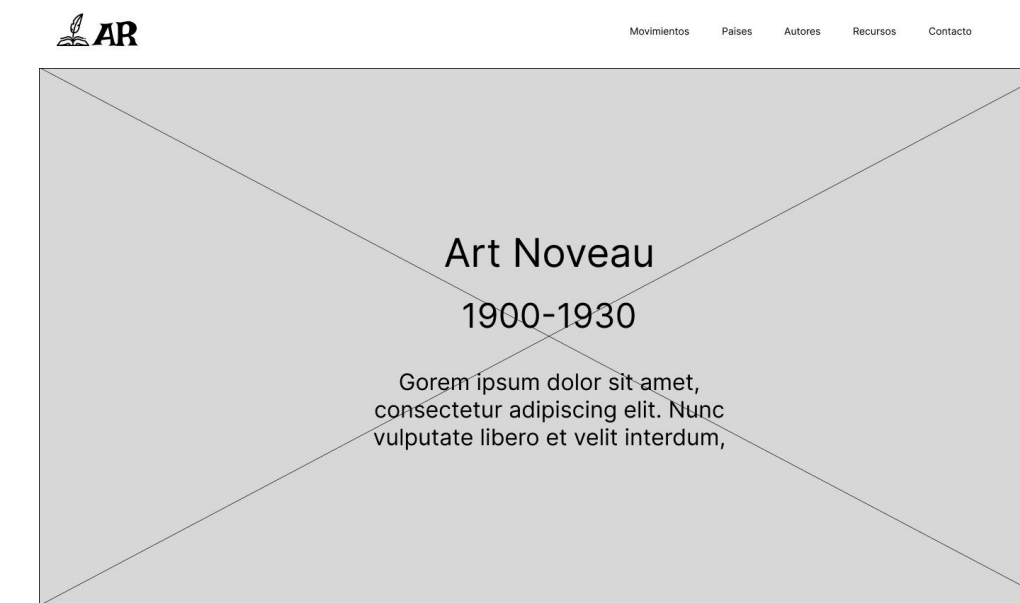 AR
Movimientos Paises Autores Recursos Contacto
Art Noveau
1900-1930
Gorem ipsum dolor sit amet,
consectetur adipiscing elit. Nunc
vulputate libero et velit interdum,